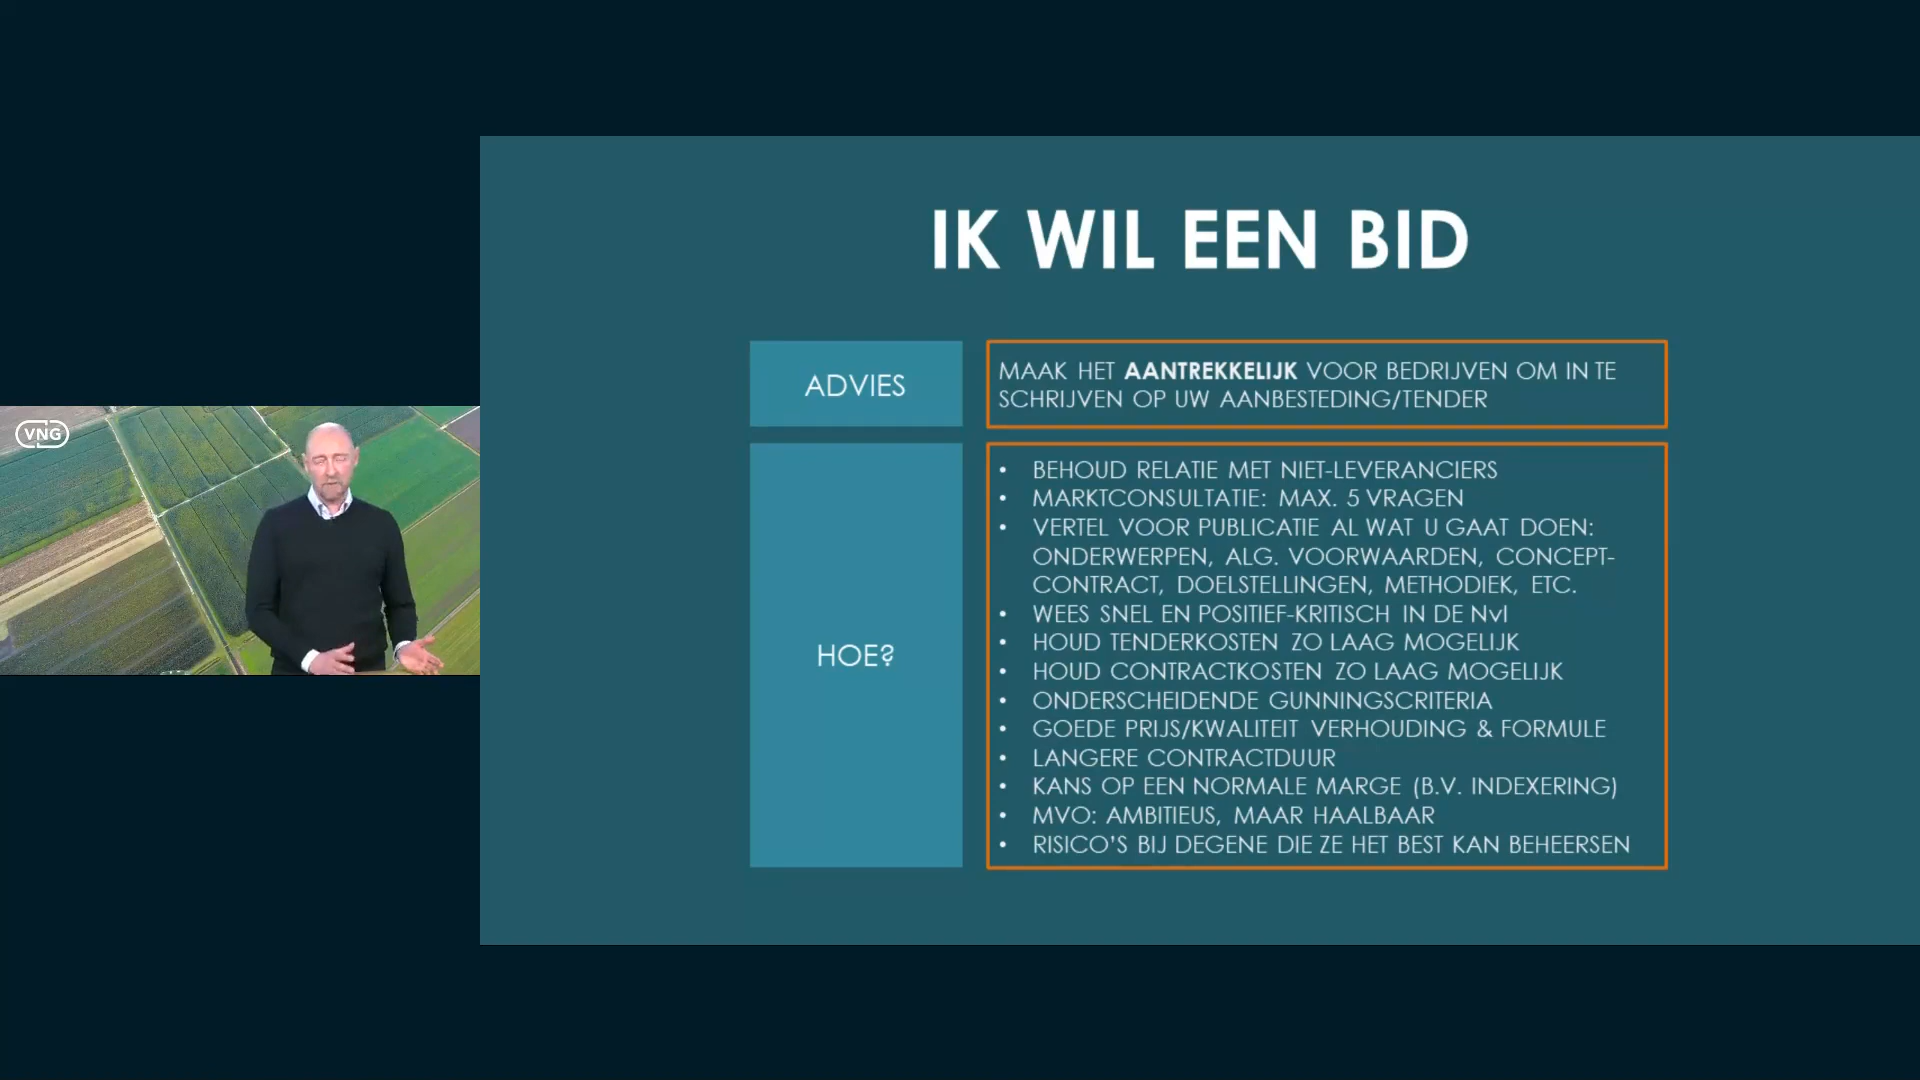 VNG
IK WIL EEN BID
ADVIES
MAAK HET AANTREKKELIJK VOOR BEDRIJVEN OM IN TE
SCHRIJVEN OP UW AANBESTEDING/TENDER
HOE?
• BEHOUD RELATIE MET NIET-LEVERANCIERS
• MARKTCONSULTATIE: MAX. 5 VRAGEN
• VERTEL VOOR PUBLICATIE AL WAT U GAAT DOEN:
ONDERWERPEN, ALG. VOORWAARDEN, CONCEPT-
CONTRACT, DOELSTELLINGEN, METHODIEK, ETC.
• WEES SNEL EN POSITIEF-KRITISCH IN DE NvI
• HOUD TENDERKOSTEN ZO LAAG MOGELIJK
• HOUD CONTRACTKOSTEN ZO LAAG MOGELIJK
• ONDERSCHEIDENDE GUNNINGSCRITERIA
• GOEDE PRIJS/KWALITEIT VERHOUDING & FORMULE
• LANGERE CONTRACTDUUR
• KANS OP EEN NORMALE MARGE (B.V. INDEXERING)
• MVO: AMBITIEUS, MAAR HAALBAAR
• RISICO’S BIJ DEGENE DIE ZE HET BEST KAN BEHEERSEN